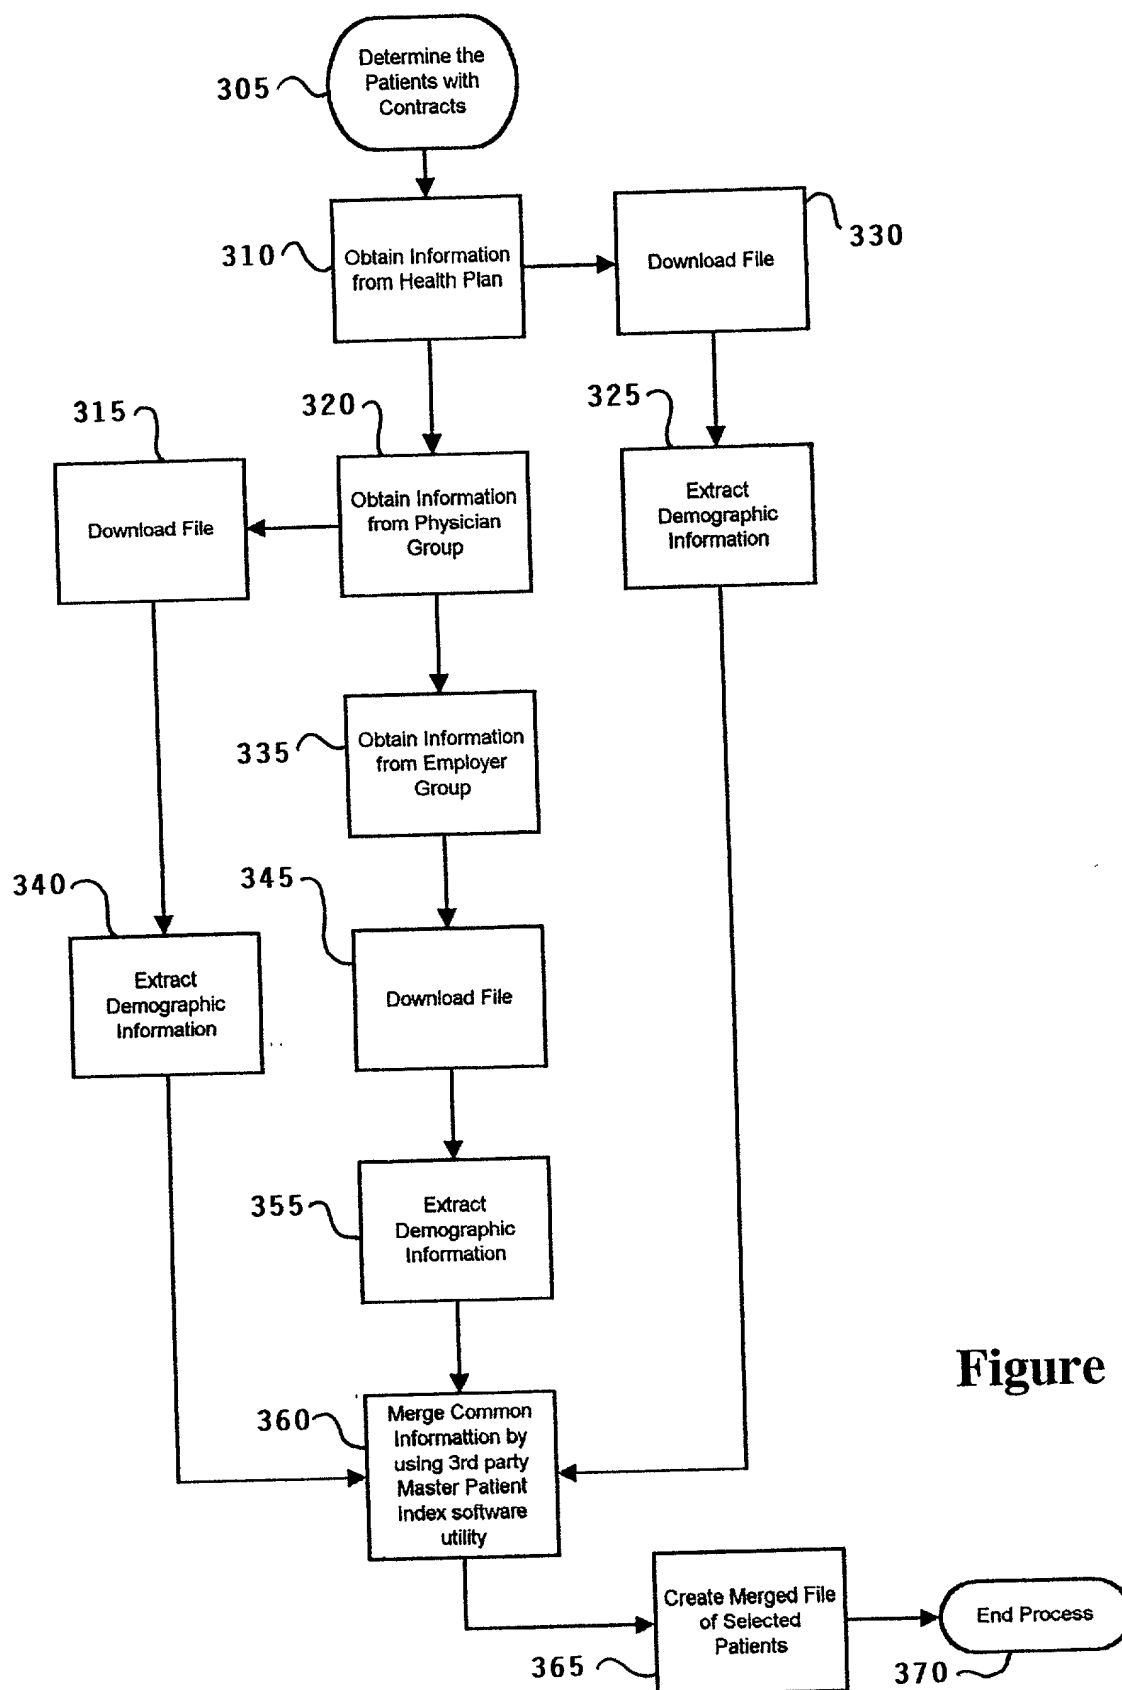 Determine the
Patients with
Contracts
305
310
Obtain Information
from Health Plan
Download File
330
315
320
325
Download File
Obtain Information
from Physician
Group
Extract
Demographic
Information
335
Obtain Information
from Employer
Group
340
345
Extract
Demographic
Information
Download File
355
Extract
Demographic
Information
Figure
360
Merge Common
Informattion by
using 3rd party
Master Patient
Index software
utility
Create Merged File
of Selected
Patients
End Process
365
370